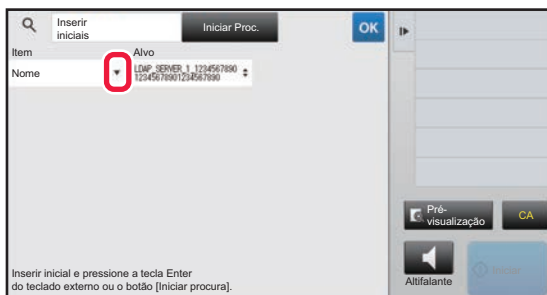 Inserir
iniciais
Iniciar Proc.
OK
Item
Alvo
Nome
LDAP_SERVER_1_1234567890
12345678901234567890
Pré-
visualização
CA
Altifalante
Iniciar
Inserir inicial e pressione a tecla Enter
do teclado externo ou o botão [Iniciar procura].